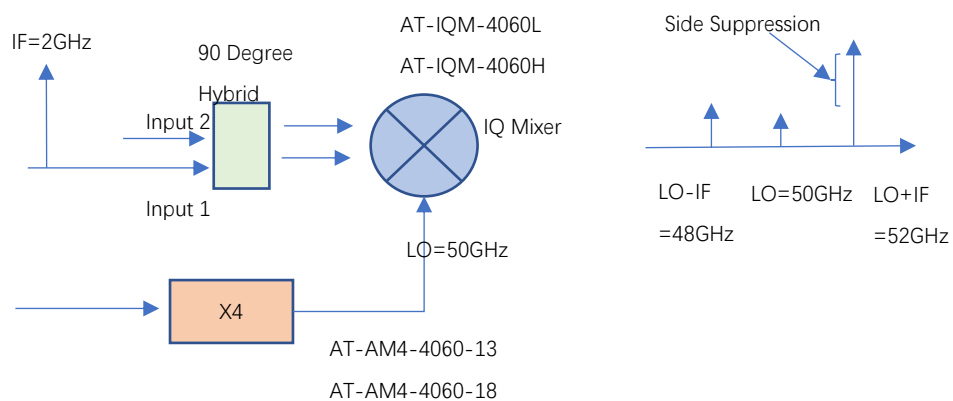 IF=2GHz
90 Degree
Hybrid
Input 2
Input 1
AT-IQM-4060L
AT-IQM-4060H
IQ Mixer
LO=50GHz
X4
AT-AM4-4060-13
AT-AM4-4060-18
Side Suppression
LO-IF
=48GHz
LO=50GHz
LO+IF
=52GHz